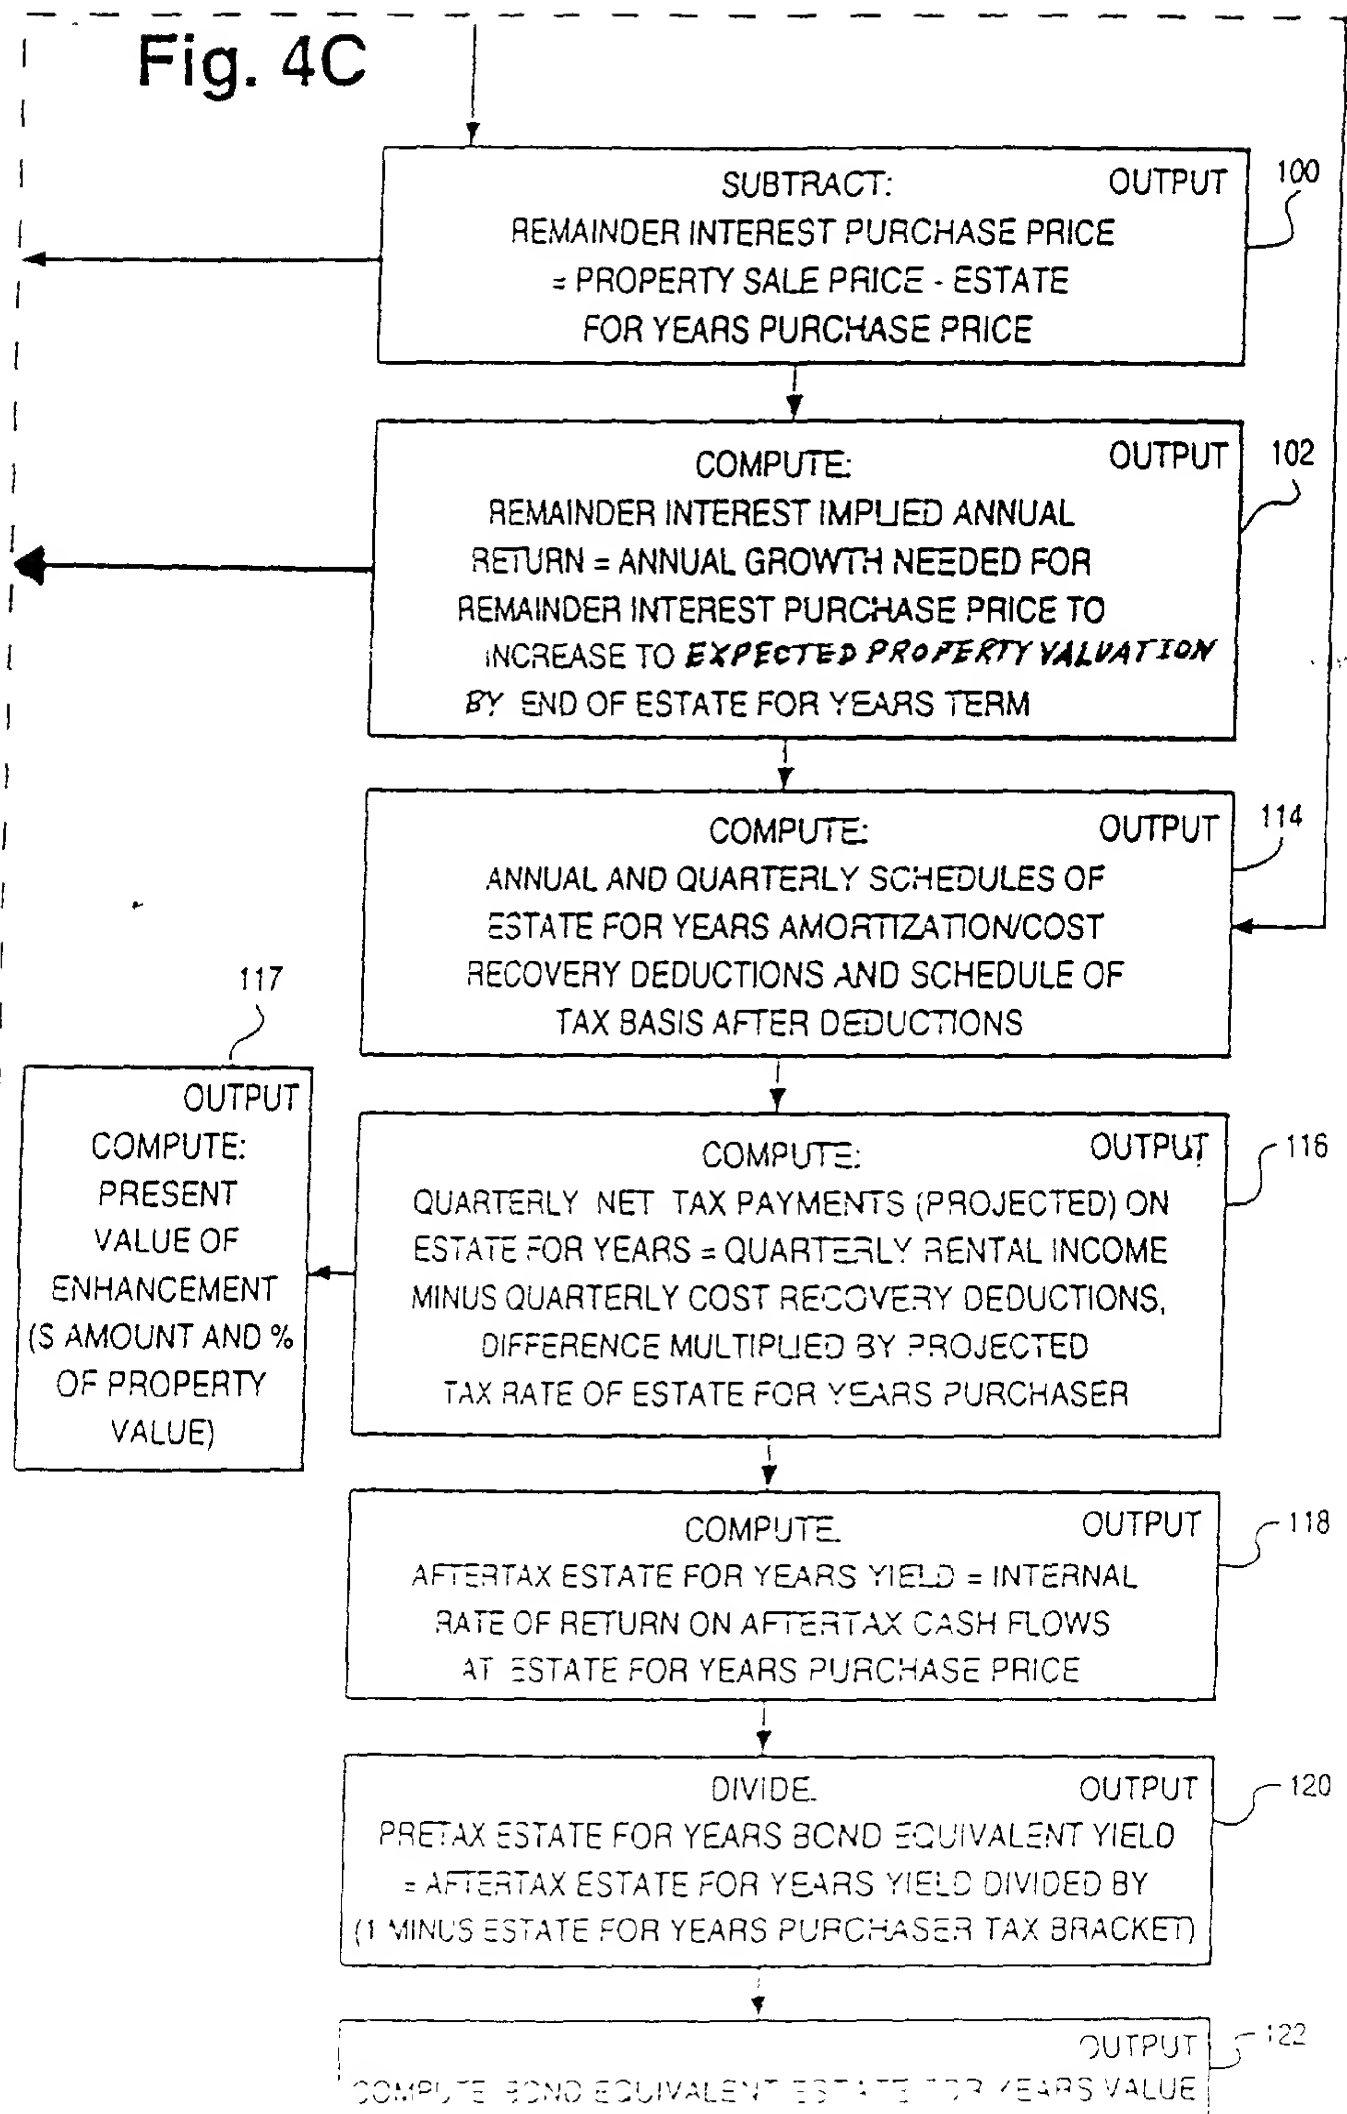 Fig. 4C
SUBTRACT: OUTPUT 100
REMAINDER INTEREST PURCHASE PRICE
= PROPERTY SALE PRICE - ESTATE
FOR YEARS PURCHASE PRICE
COMPUTE: OUTPUT 102
REMAINDER INTEREST IMPLIED ANNUAL
RETURN = ANNUAL GROWTH NEEDED FOR
REMAINDER INTEREST PURCHASE PRICE TO
INCREASE TO EXPECTED PROPERTY VALUATION
BY END OF ESTATE FOR YEARS TERM
COMPUTE: OUTPUT 114
ANNUAL AND QUARTERLY SCHEDULES OF
ESTATE FOR YEARS AMORTIZATION/COST
RECOVERY DEDUCTIONS AND SCHEDULE OF
TAX BASIS AFTER DEDUCTIONS
117
OUTPUT
COMPUTE:
PRESENT
VALUE OF
ENHANCEMENT
($ AMOUNT AND %
OF PROPERTY
VALUE)
COMPUTE: OUTPUT 116
QUARTERLY NET TAX PAYMENTS (PROJECTED) ON
ESTATE FOR YEARS = QUARTERLY RENTAL INCOME
MINUS QUARTERLY COST RECOVERY DEDUCTIONS,
DIFFERENCE MULTIPLIED BY PROJECTED
TAX RATE OF ESTATE FOR YEARS PURCHASER
COMPUTE. OUTPUT 118
AFTERTAX ESTATE FOR YEARS YIELD = INTERNAL
RATE OF RETURN ON AFTERTAX CASH FLOWS
AT ESTATE FOR YEARS PURCHASE PRICE
DIVIDE. OUTPUT 120
PRETAX ESTATE FOR YEARS BOND EQUIVALENT YIELD
= AFTERTAX ESTATE FOR YEARS YIELD DIVIDED BY
(1 MINUS ESTATE FOR YEARS PURCHASER TAX BRACKET)
OUTPUT 122
COMPUTE BOND EQUIVALENT ESTATE FOR YEARS VALUE